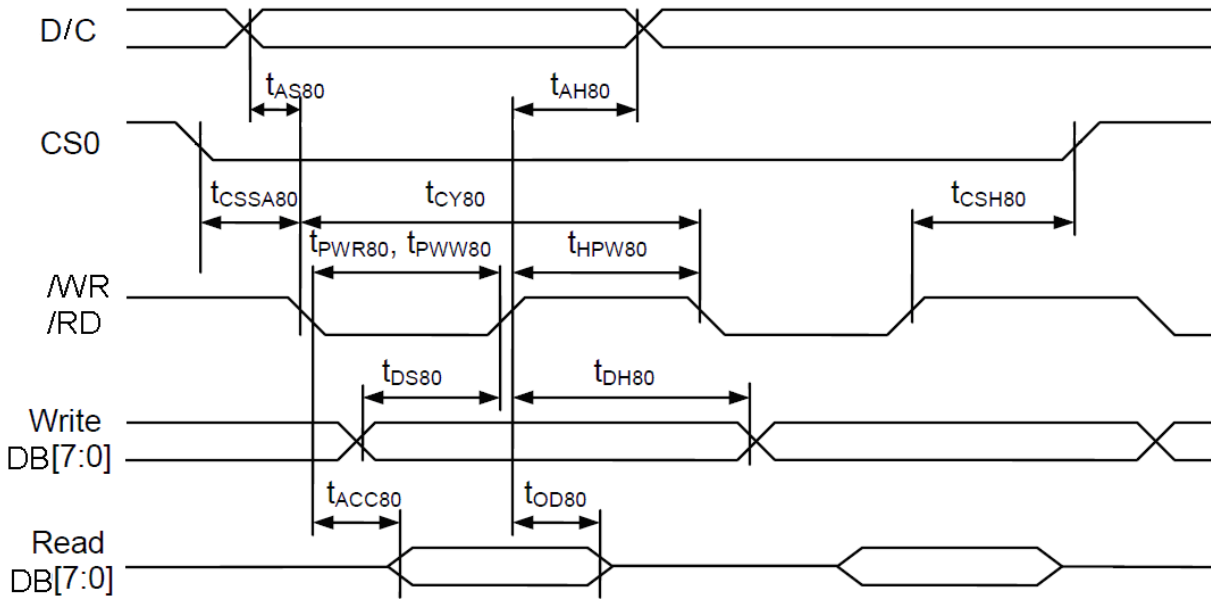 D/C
tAS80
tAH80
CS0
tCSSA80
tCY80
tCSH80
tPWR80, tPWW80
tHPW80
/WR
/RD
tDS80
tDH80
Write
DB[7:0]
tACC80
tOD80
Read
DB[7:0]